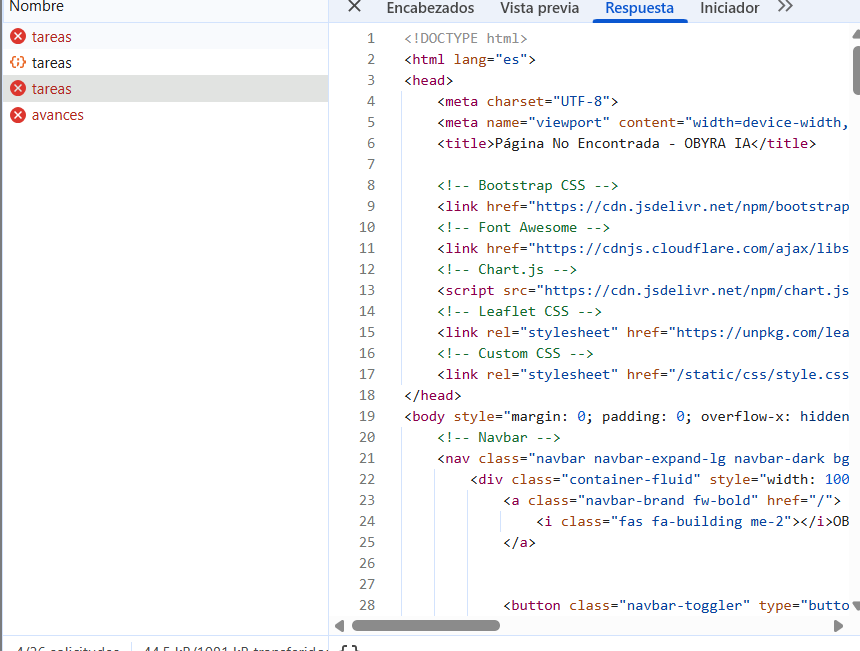 Nombre
tareas
tareas
tareas
avances
Encabezados Vista previa Respuesta Iniciador
1 <!DOCTYPE html>
2 <html lang="es">
3 <head>
4 <meta charset="UTF-8">
5 <meta name="viewport" content="width=device-width,
6 <title>Página No Encontrada - OBYRA IA</title>
7
8 <!-- Bootstrap CSS -->
9 <link href="https://cdn.jsdelivr.net/npm/bootstrap
10 <!-- Font Awesome -->
11 <link href="https://cdnjs.cloudflare.com/ajax/libs
12 <!-- Chart.js -->
13 <script src="https://cdn.jsdelivr.net/npm/chart.js
14 <!-- Leaflet CSS -->
15 <link rel="stylesheet" href="https://unpkg.com/lea
16 <!-- Custom CSS -->
17 <link rel="stylesheet" href="/static/css/style.css
18 </head>
19 <body style="margin: 0; padding: 0; overflow-x: hidden
20 <!-- Navbar -->
21 <nav class="navbar navbar-expand-lg navbar-dark bg
22 <div class="container-fluid" style="width: 100
23 <a class="navbar-brand fw-bold" href="/">
24 <i class="fas fa-building me-2"></i>OB
25 </a>
26
27
28 <button class="navbar-toggler" type="butto
4/26 solicitudes